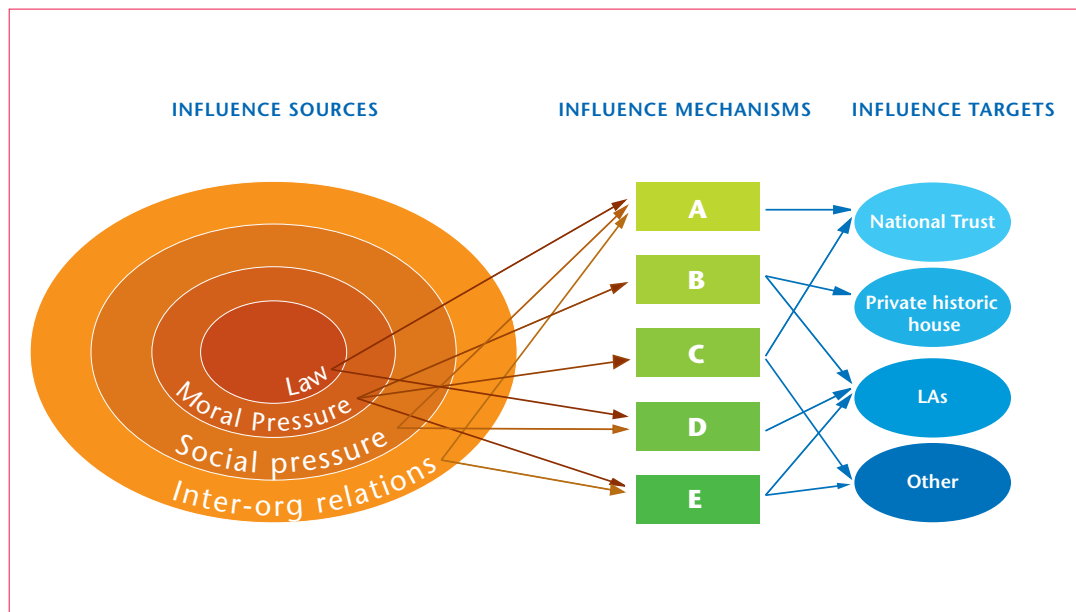 INFLUENCE SOURCES
INFLUENCE MECHANISMS
INFLUENCE TARGETS
Law
Moral Pressure
Social pressure
Inter-org relations
A
B
C
D
E
National Trust
Private historic
house
LAs
Other